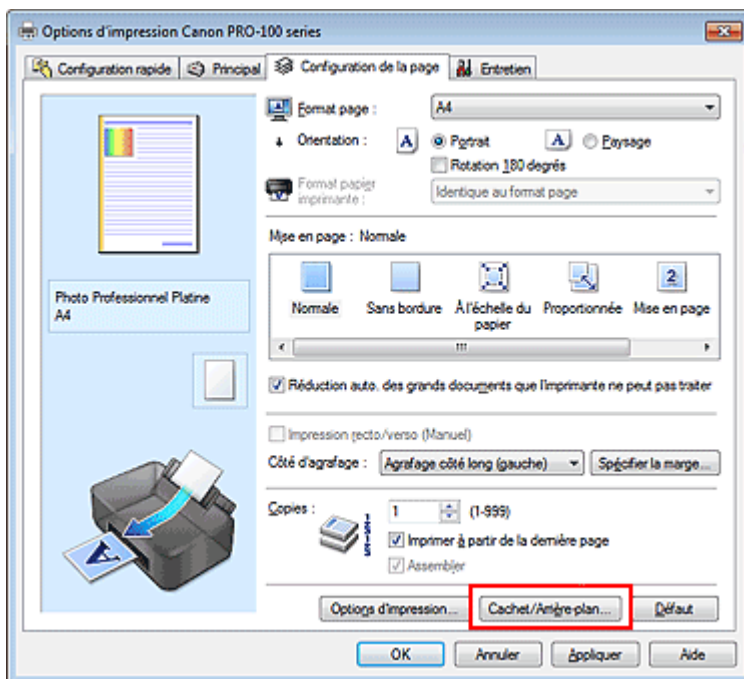 Options d'impression Canon PRO-100 series
Configuration rapide
Principal
Configuration de la page
Entretien
Format page :
A4
Orientation :
A
Portrait
A
Paysage
Rotation 180 degrés
Format papier
imprimante :
Identique au format page
Mise en page : Normale
Normale
Sans bordure
À l'échelle du
papier
Proportionnée
2
Mise en page
Photo Professionnel Platine
A4
Réduction auto. des grands documents que l'imprimante ne peut pas traiter
Impression recto/verso (Manuel)
Côté d'agrafage :
Agrafage côté long (gauche)
Spécifier la marge...
Copies :
1
(1-999)
Imprimer à partir de la dernière page
Assembler
A
Options d'impression...
Cachet/Arrière-plan...
Défaut
OK
Annuler
Appliquer
Aide